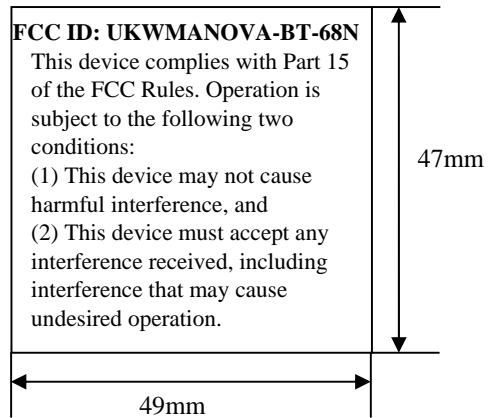 FCC ID: UKWMANOVA-BT-68N
This device complies with Part 15
of the FCC Rules. Operation is
subject to the following two
conditions:
(1) This device may not cause
harmful interference, and
(2) This device must accept any
interference received, including
interference that may cause
undesired operation.
47mm
49mm